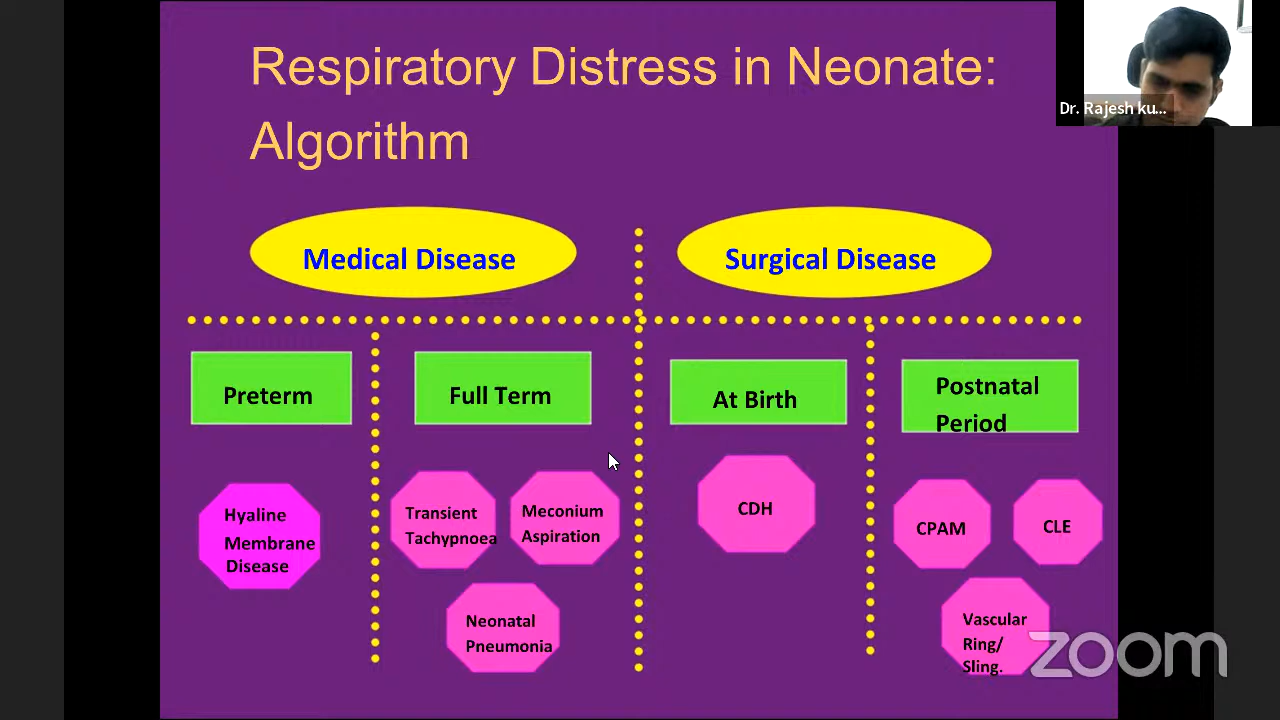 Respiratory Distress in Neonate:
Algorithm
Dr. Rajesh ku...
Medical Disease
Surgical Disease
Preterm
Full Term
At Birth
Postnatal
Period
Hyaline
Membrane
Disease
Transient
Tachypnoea
Meconium
Aspiration
Neonatal
Pneumonia
CDH
CPAM
CLE
Vascular
Ring/
Sling.
zoom